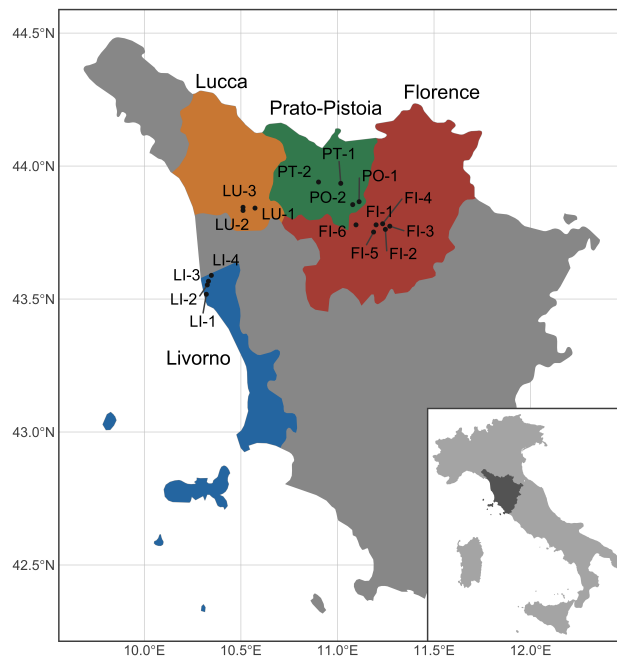 44.5°N
Lucca
Florence
Prato-Pistoia
PT-1
44.0°N
PT-2
PO-1
LU-3
PO-2
FI-4
FI-1
LU-1
LU-2
FI-6
FI-3
FI-5
FI-2
LI-4
LI-3
43.5°N
LI-2
LI-1
Livorno
43.0°N
42.5°N
10.0°E 10.5°E 11.0°E 11.5°E 12.0°E